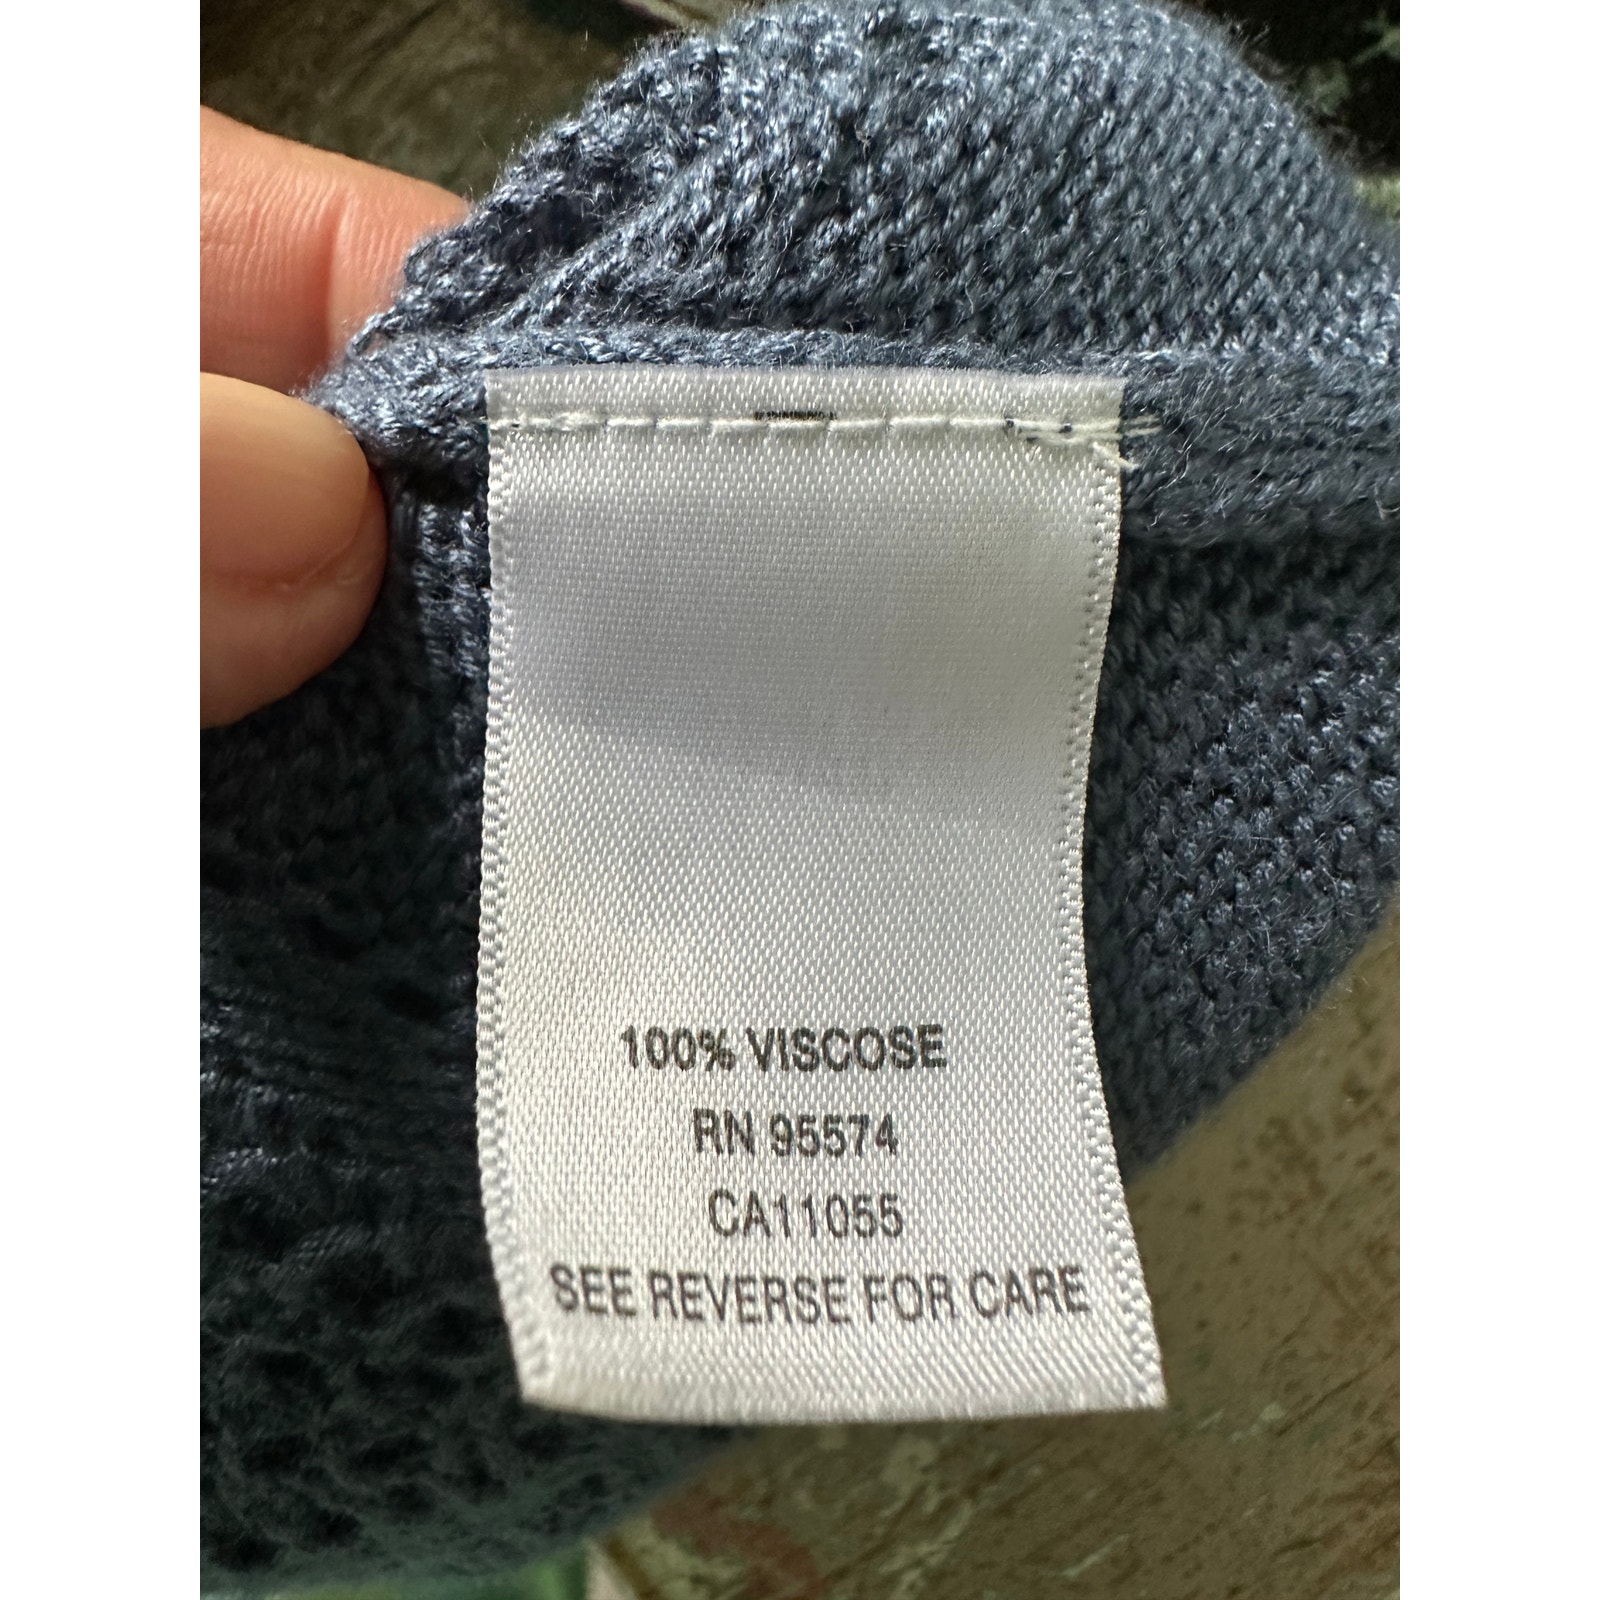 100% VISCOSE
RN 95574
CA11055
SEE REVERSE FOR CARE